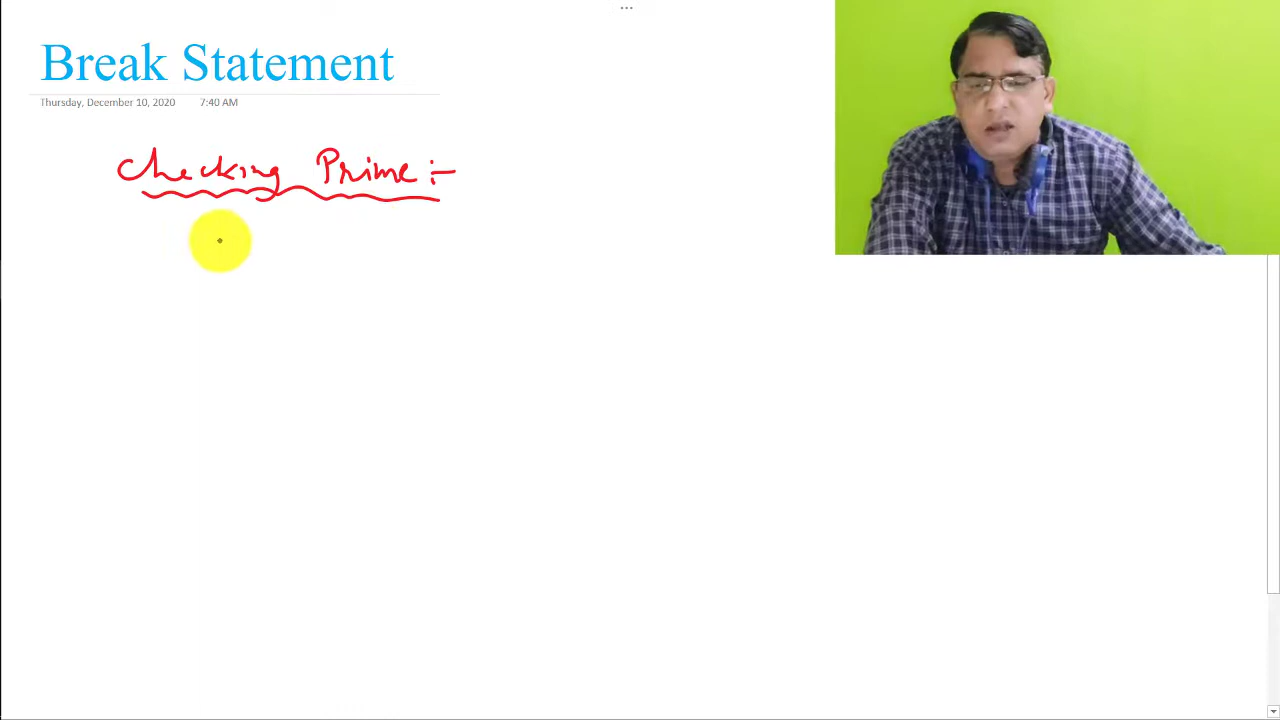 Break Statement
Thursday, December 10, 2020 7:40 AM
Checking Prime :-